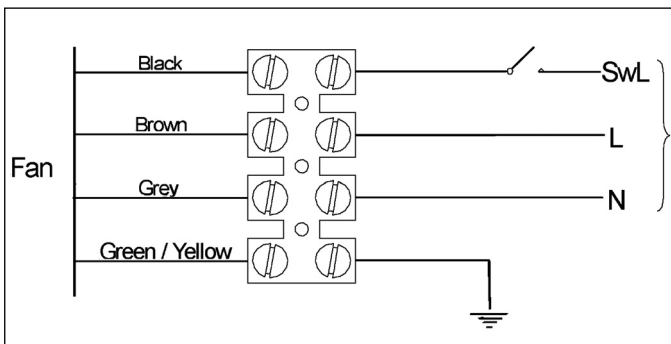 Black
SwL
Brown
L
Fan
Grey
N
Green / Yellow